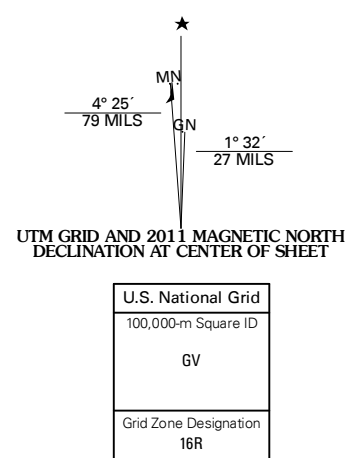 ★
MN
4° 25´
79 MILS
GN
1° 32´
27 MILS
UTM GRID AND 2011 MAGNETIC NORTH
DECLINATION AT CENTER OF SHEET
U.S. National Grid
100,000-m Square ID
GV
Grid Zone Designation
16R